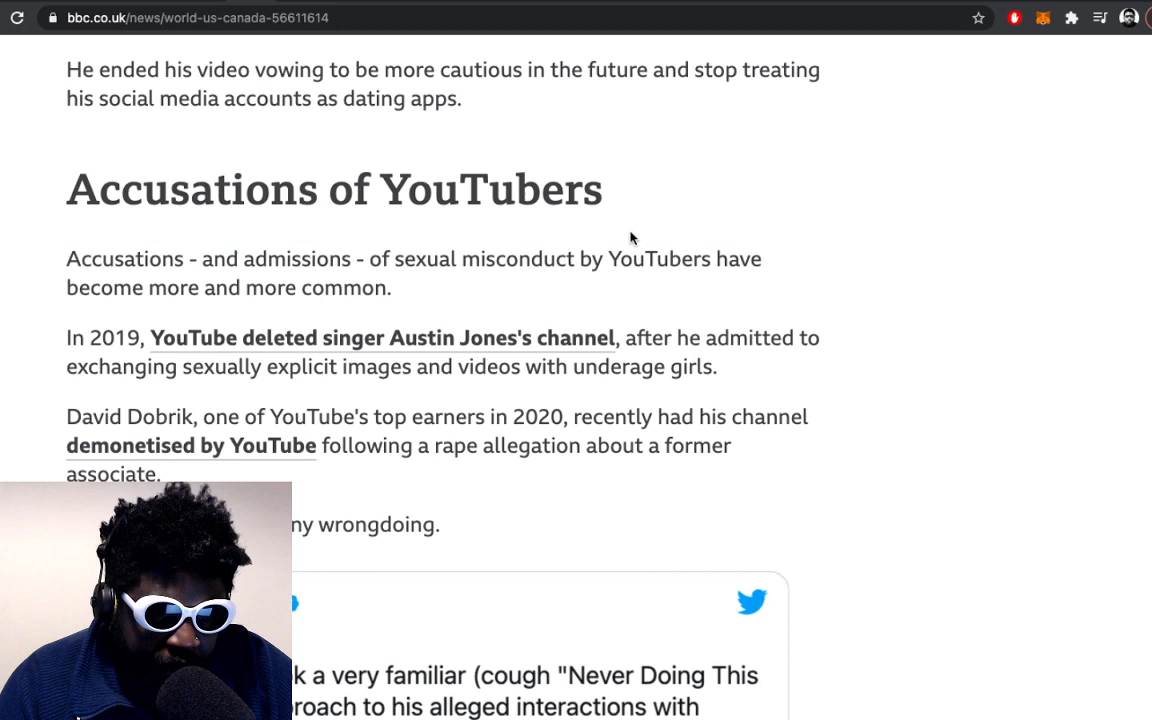 bbc.co.uk/news/world-us-canada-56611614
He ended his video vowing to be more cautious in the future and stop treating
his social media accounts as dating apps.
Accusations of YouTubers
Accusations - and admissions - of sexual misconduct by YouTubers have
become more and more common.
In 2019, YouTube deleted singer Austin Jones's channel, after he admitted to
exchanging sexually explicit images and videos with underage girls.
David Dobrik, one of YouTube's top earners in 2020, recently had his channel
demonetised by YouTube following a rape allegation about a former
associate.
ny wrongdoing.
k a very familiar (cough "Never Doing This
roach to his alleged interactions with